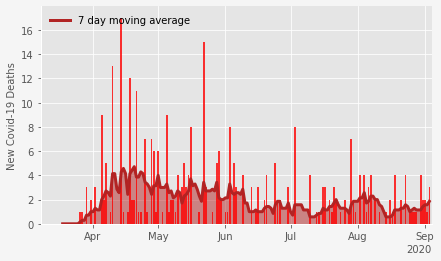 7 day moving average
New Covid-19 Deaths
16
14
12
10
8
6
4
2
0
Apr
May
Jun
Jul
Aug
Sep
2020